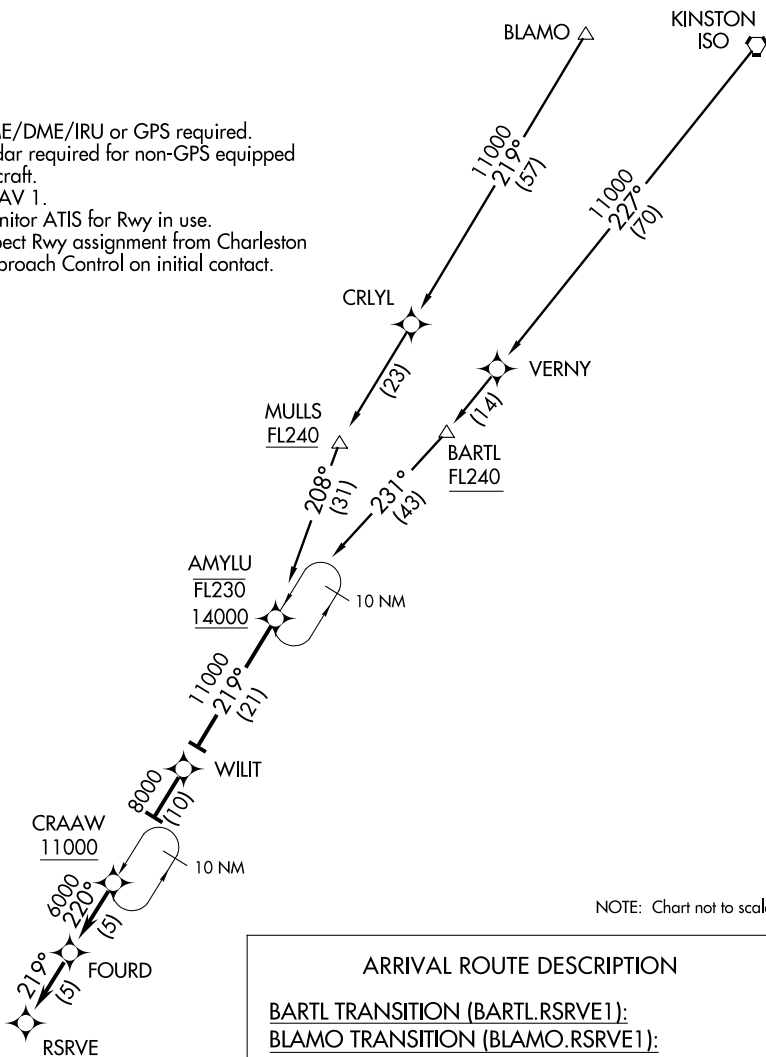 BLAMO
KINSTON
ISO
E/DME/IRU or GPS required.
dar required for non-GPS equipped
craft.
AV 1.
nitor ATIS for Rwy in use.
pect Rwy assignment from Charleston
proach Control on initial contact.
11000
219°
(57)
11000
227°
(70)
CRLYL
VERNY
(23)
(14)
MULLS
FL240
BARTL
FL240
208°
(31)
231°
(43)
AMYLU
FL230
14000
10 NM
11000
219°
(21)
WILIT
8000
(10)
CRAAW
11000
10 NM
6000
220°
(5)
NOTE: Chart not to scale
FOURD
219°
(5)
RSRVE
ARRIVAL ROUTE DESCRIPTION
BARTL TRANSITION (BARTL.RSRVE1):
BLAMO TRANSITION (BLAMO.RSRVE1):